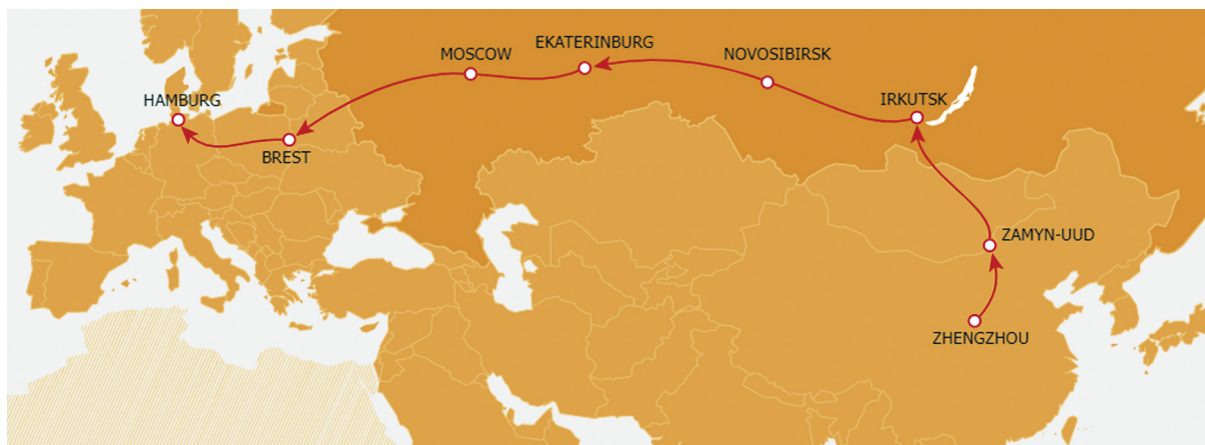 MOSCOW
EKATERINBURG
NOVOSIBIRSK
HAMBURG
IRKUTSK
BREST
ZAMYN-UUD
ZHENGZHOU